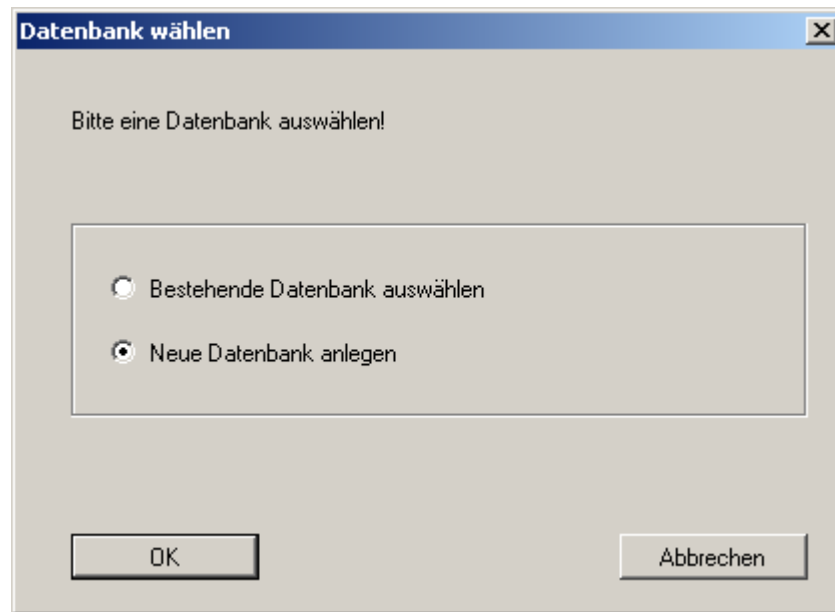 Datenbank wählen
Bitte eine Datenbank auswählen!
Bestehende Datenbank auswählen
Neue Datenbank anlegen
OK
Abbrechen